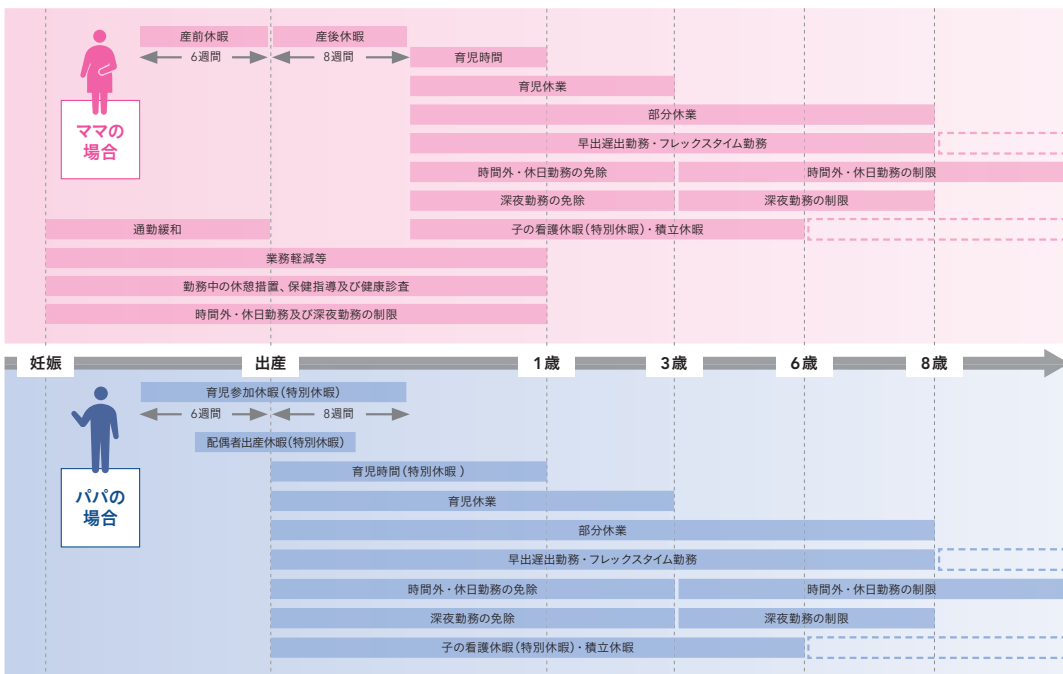 産前休暇
産後休暇
6週間
8週間
育児時間
育児休業
ママの
場合
部分休業
早出遅出勤務・フレックスタイム勤務
時間外・休日勤務の免除
時間外・休日勤務の制限
深夜勤務の免除
深夜勤務の制限
通勤緩和
子の看護休暇(特別休暇)・積立休暇
業務軽減等
勤務中の休憩措置、保健指導及び健康診査
時間外・休日勤務及び深夜勤務の制限
妊娠
出産
1歳
3歳
6歳
8歳
育児参加休暇(特別休暇)
6週間
8週間
配偶者出産休暇(特別休暇)
育児時間(特別休暇)
パパの
場合
育児休業
部分休業
早出遅出勤務・フレックスタイム勤務
時間外・休日勤務の免除
時間外・休日勤務の制限
深夜勤務の免除
深夜勤務の制限
子の看護休暇(特別休暇)・積立休暇